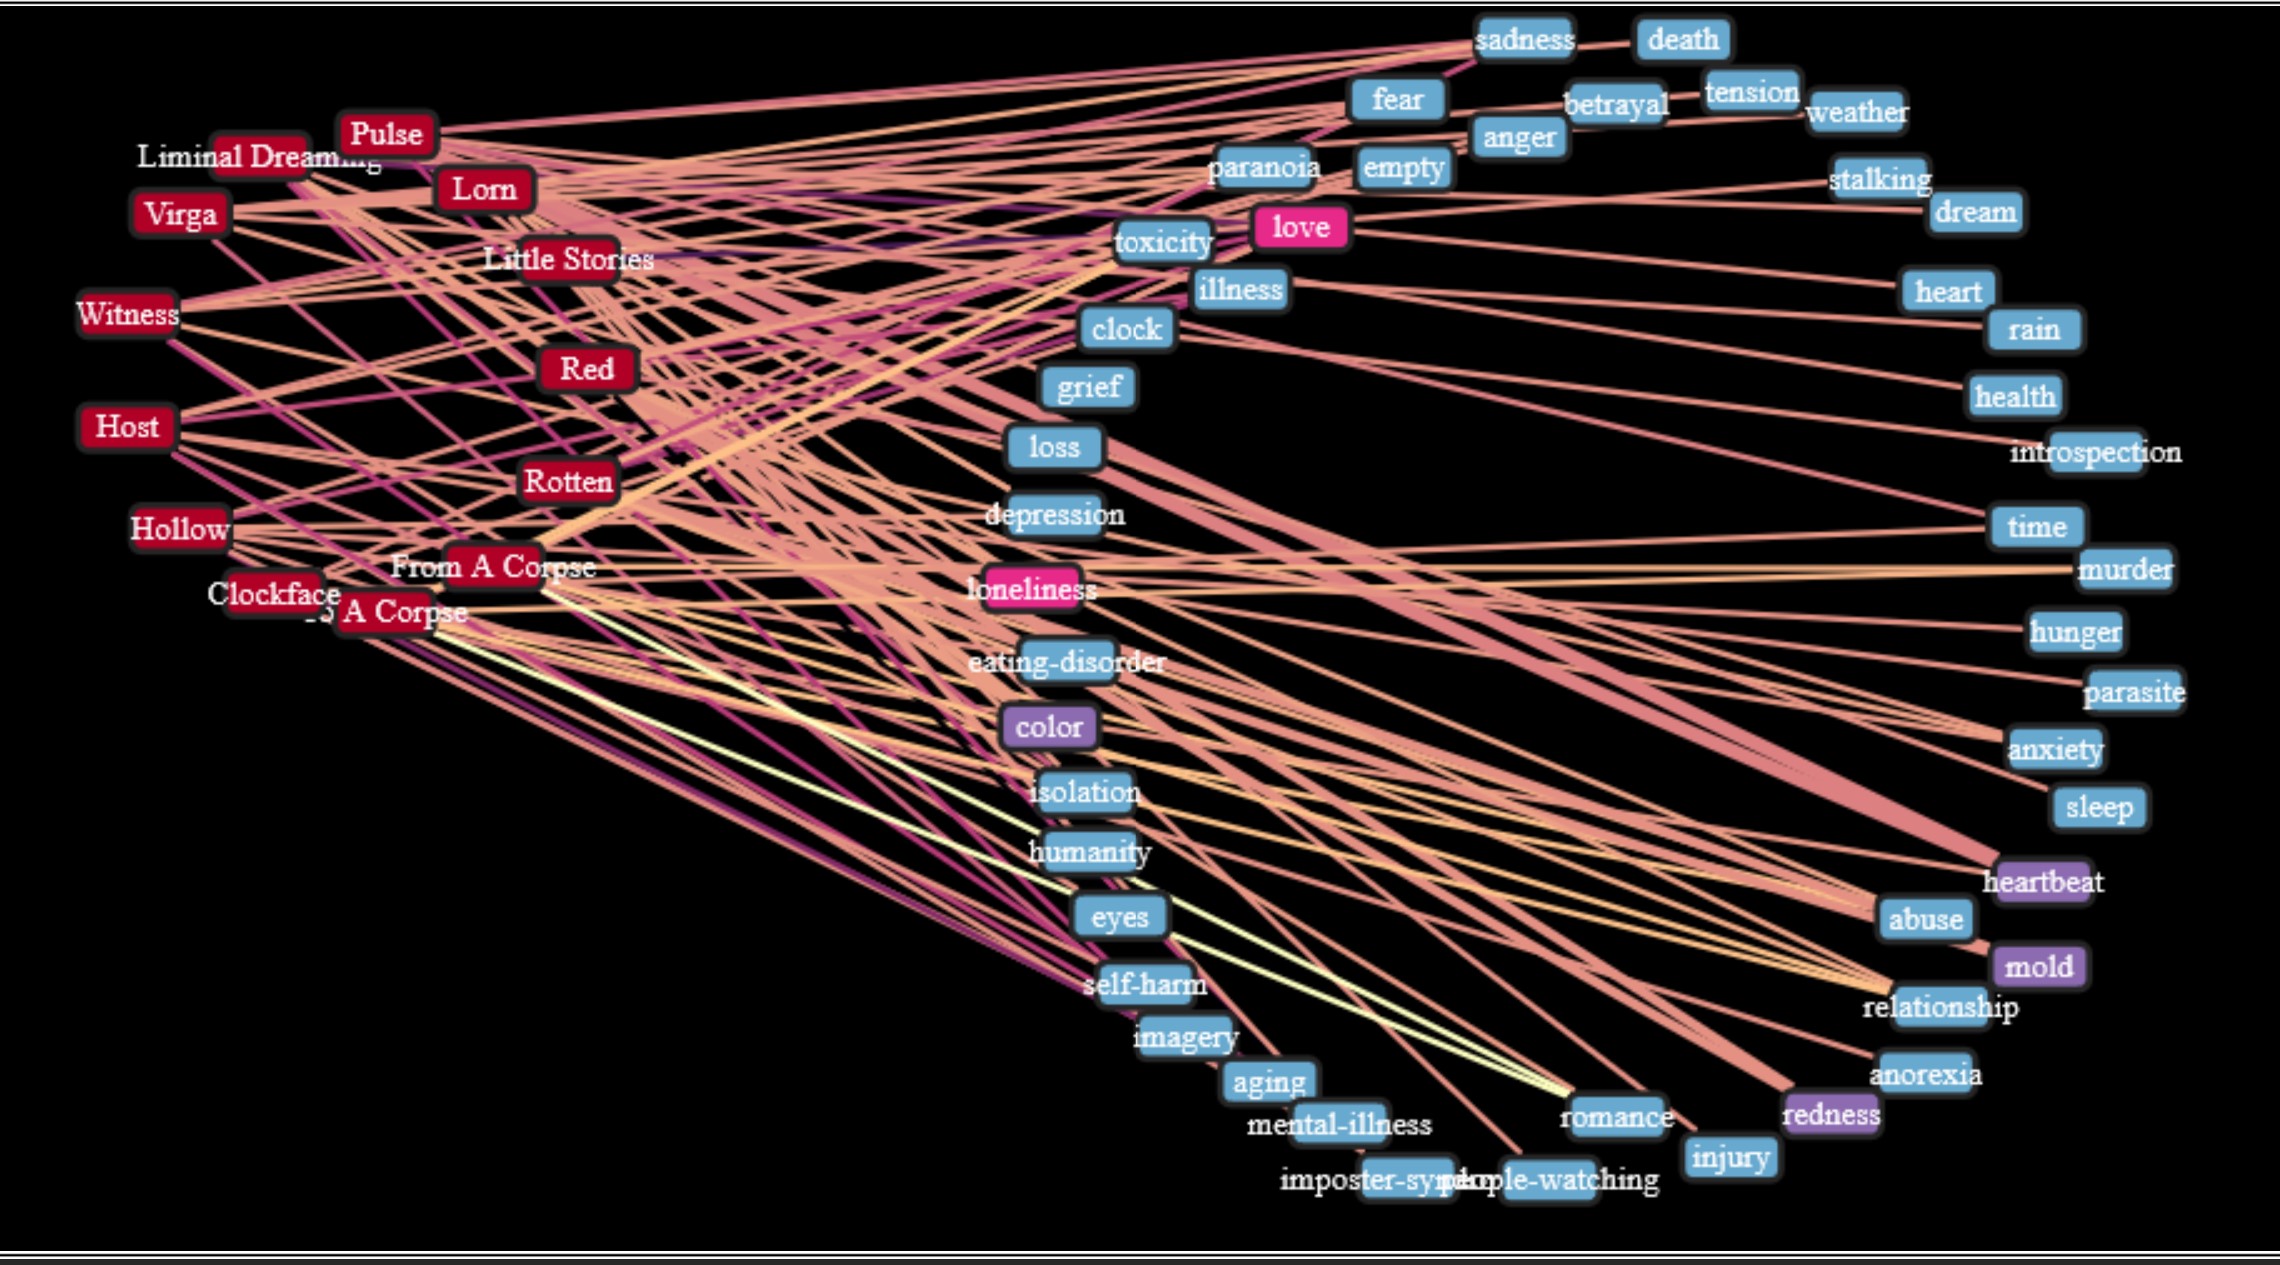 Pulse
Liminal Dreaming
Lorn
Virga
Little Stories
Witness
Red
Host
Rotten
Hollow
From A Corpse
Clockface
A Corpse
sadness
death
fear
betrayal
tension
weather
anger
paranoia
empty
stalking
love
dream
toxicity
illness
heart
clock
rain
grief
health
loss
introspection
depression
time
murder
loneliness
hunger
eating-disorder
parasite
color
anxiety
isolation
sleep
humanity
heartbeat
eyes
abuse
mold
self-harm
relationship
imagery
anorexia
aging
redness
mental-illness
romance
injury